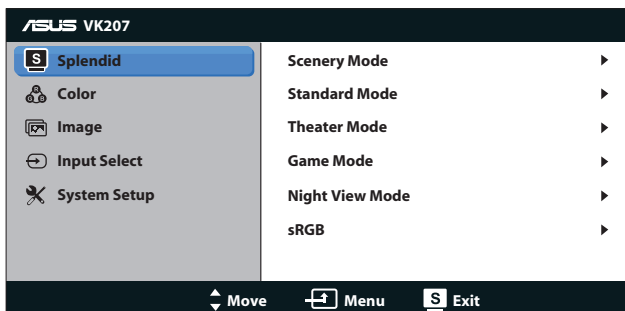 ASUS VK207
S Splendid
Color
Image
Input Select
System Setup
Scenery Mode
Standard Mode
Theater Mode
Game Mode
Night View Mode
sRGB
Move Menu S Exit